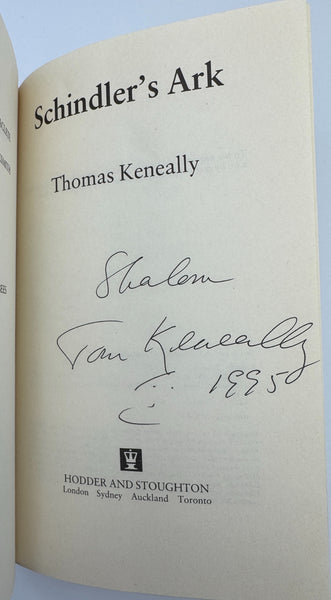 Schindler's Ark
Thomas Keneally
Shalom
Tom Keneally
1995
HODDER AND STOUGHTON
London Sydney Auckland Toronto